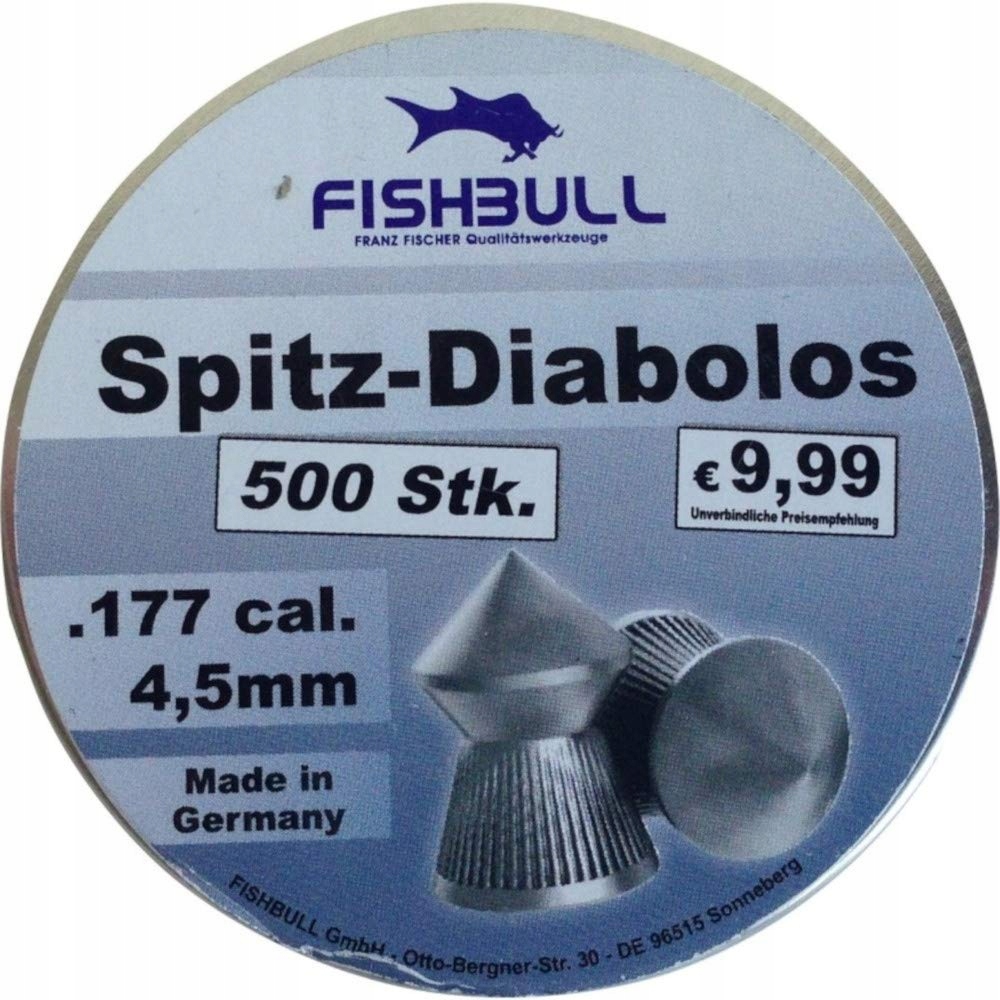 FISHBULL
FRANZ FISCHER Qualitätswerkzeuge
Spitz-Diabolos
500 Stk.
€ 9,99
Unverbindliche Preisempfehlung
.177 cal.
4,5mm
Made in
Germany
FISHBULL GmbH - Otto-Bergner-Str. 30 - DE 96515 Sonneberg